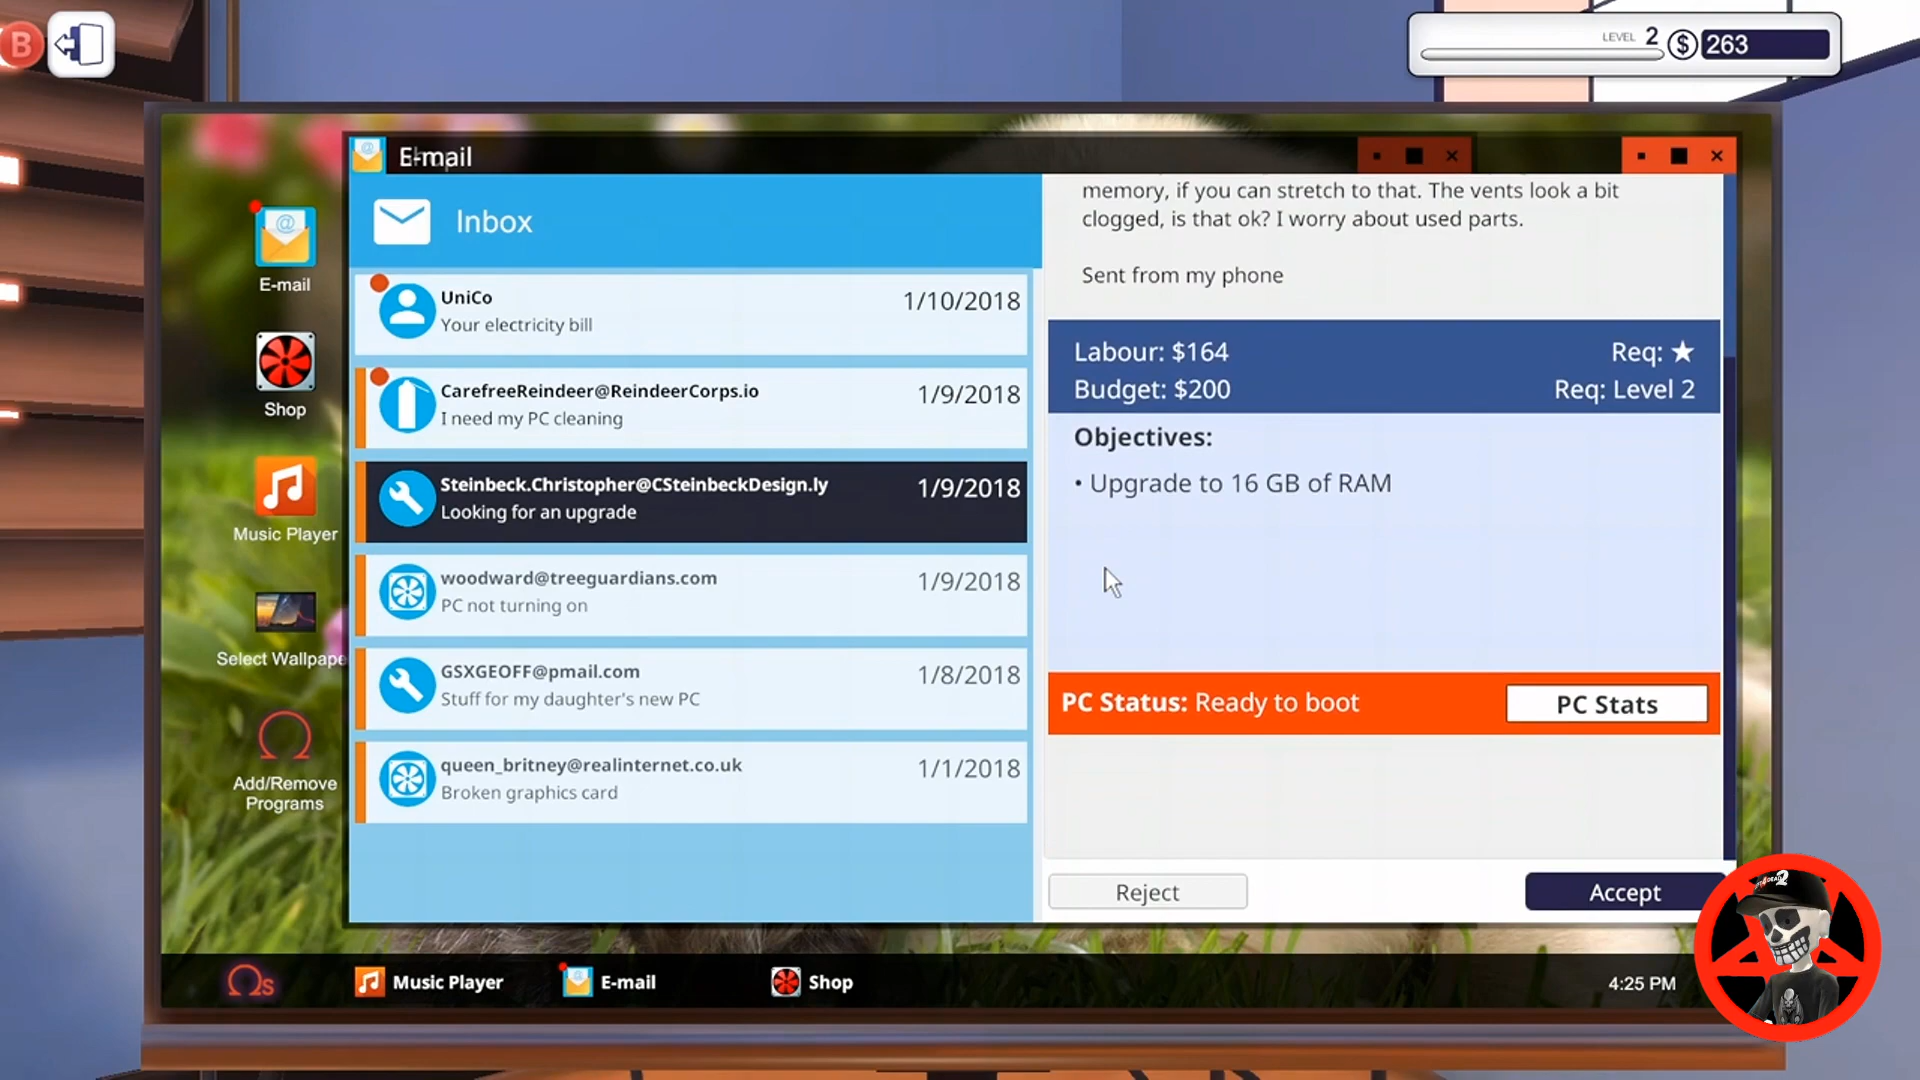 B
LEVEL 2 $ 263
E-mail
Inbox
UniCo
1/10/2018
Your electricity bill
CarefreeReindeer@ReindeerCorps.io
1/9/2018
I need my PC cleaning
Steinbeck.Christopher@CSteinbeckDesign.ly
1/9/2018
Looking for an upgrade
woodward@treeguardians.com
1/9/2018
PC not turning on
GSXGEOFF@pmail.com
1/8/2018
Stuff for my daughter's new PC
queen_britney@realinternet.co.uk
1/1/2018
Broken graphics card
memory, if you can stretch to that. The vents look a bit
clogged, is that ok? I worry about used parts.
Sent from my phone
Labour: $164
Req: ★
Budget: $200
Req: Level 2
Objectives:
• Upgrade to 16 GB of RAM
PC Status: Ready to boot
PC Stats
Reject
Accept
E-mail
Shop
Music Player
Select Wallpape
Add/Remove
Programs
Ωs
Music Player
E-mail
Shop
4:25 PM